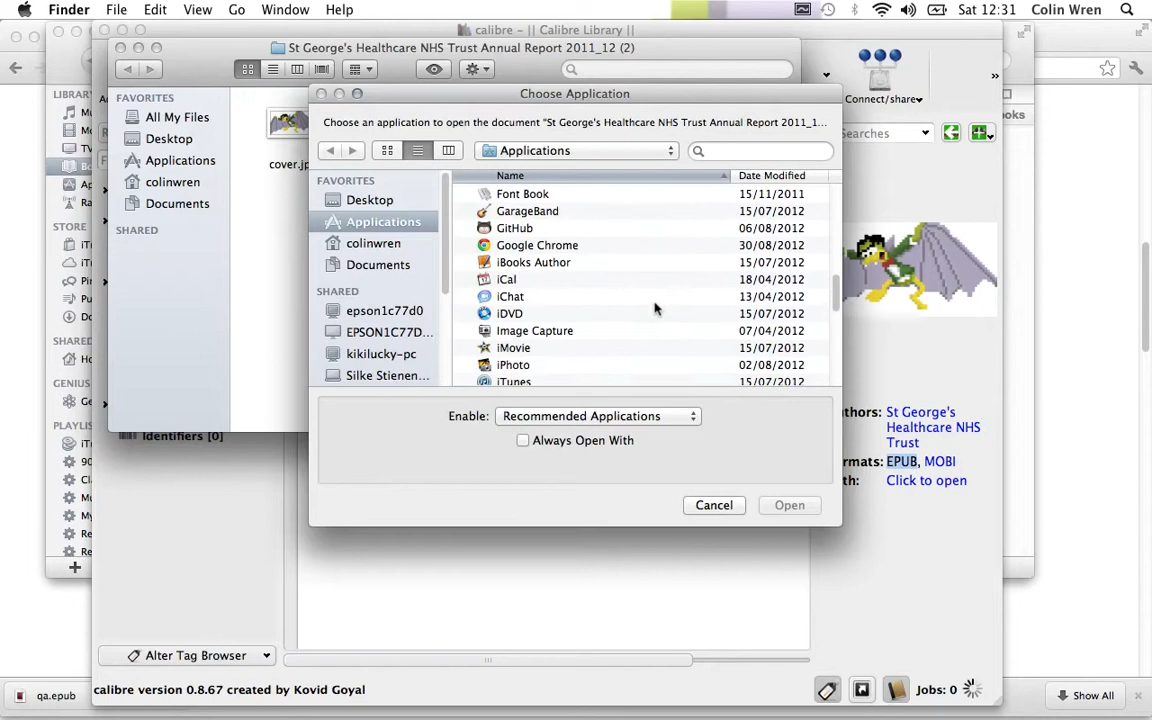 Finder File Edit View Go Window Help Sat 12:31 Colin Wren
calibre - || Calibre Library ||
St George's Healthcare NHS Trust Annual Report 2011_12 (2)
Choose Application
Choose an application to open the document "St George's Healthcare NHS Trust Annual Report 2011_1...
Connect/share
Searches
Applications
LIBRARY
STORE
SHARED
GENIUS
PLAYLIS
FAVORITES
All My Files
Desktop
Applications
colinwren
Documents
SHARED
cover.jp
FAVORITES
Desktop
Applications
colinwren
Documents
SHARED
epson1c77d0
EPSON1C77D...
kikilucky-pc
Silke Stienen...
Name Date Modified
Font Book 15/11/2011
GarageBand 15/07/2012
GitHub 06/08/2012
Google Chrome 30/08/2012
iBooks Author 15/07/2012
iCal 18/04/2012
iChat 13/04/2012
iDVD 15/07/2012
Image Capture 07/04/2012
iMovie 15/07/2012
iPhoto 02/08/2012
iTunes 15/07/2012
Enable: Recommended Applications
Always Open With
Cancel Open
Identifiers [0]
thors: St George's
Healthcare NHS
Trust
rmats: EPUB, MOBI
th: Click to open
Alter Tag Browser
calibre version 0.8.67 created by Kovid Goyal
Jobs: 0
qa.epub
Show All